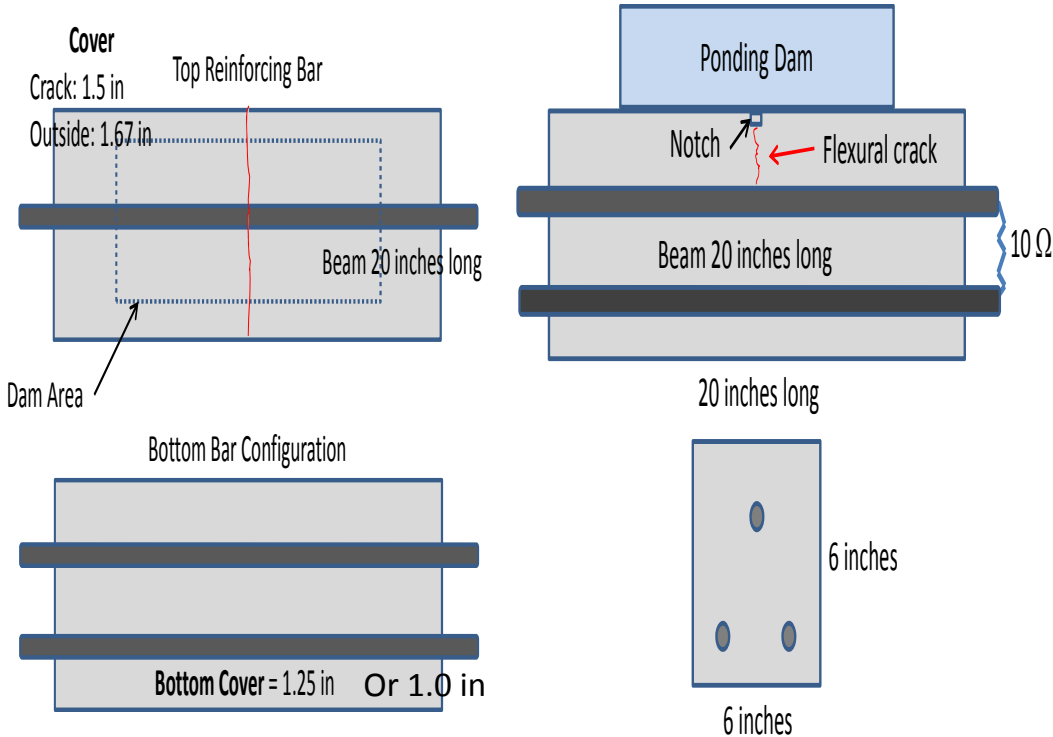 Cover
Crack: 1.5 in
Outside: 1.67 in
Top Reinforcing Bar
Beam 20 inches long
Dam Area
Ponding Dam
Notch
Flexural crack
Beam 20 inches long
10 Ω
20 inches long
Bottom Bar Configuration
Bottom Cover = 1.25 in Or 1.0 in
6 inches
6 inches